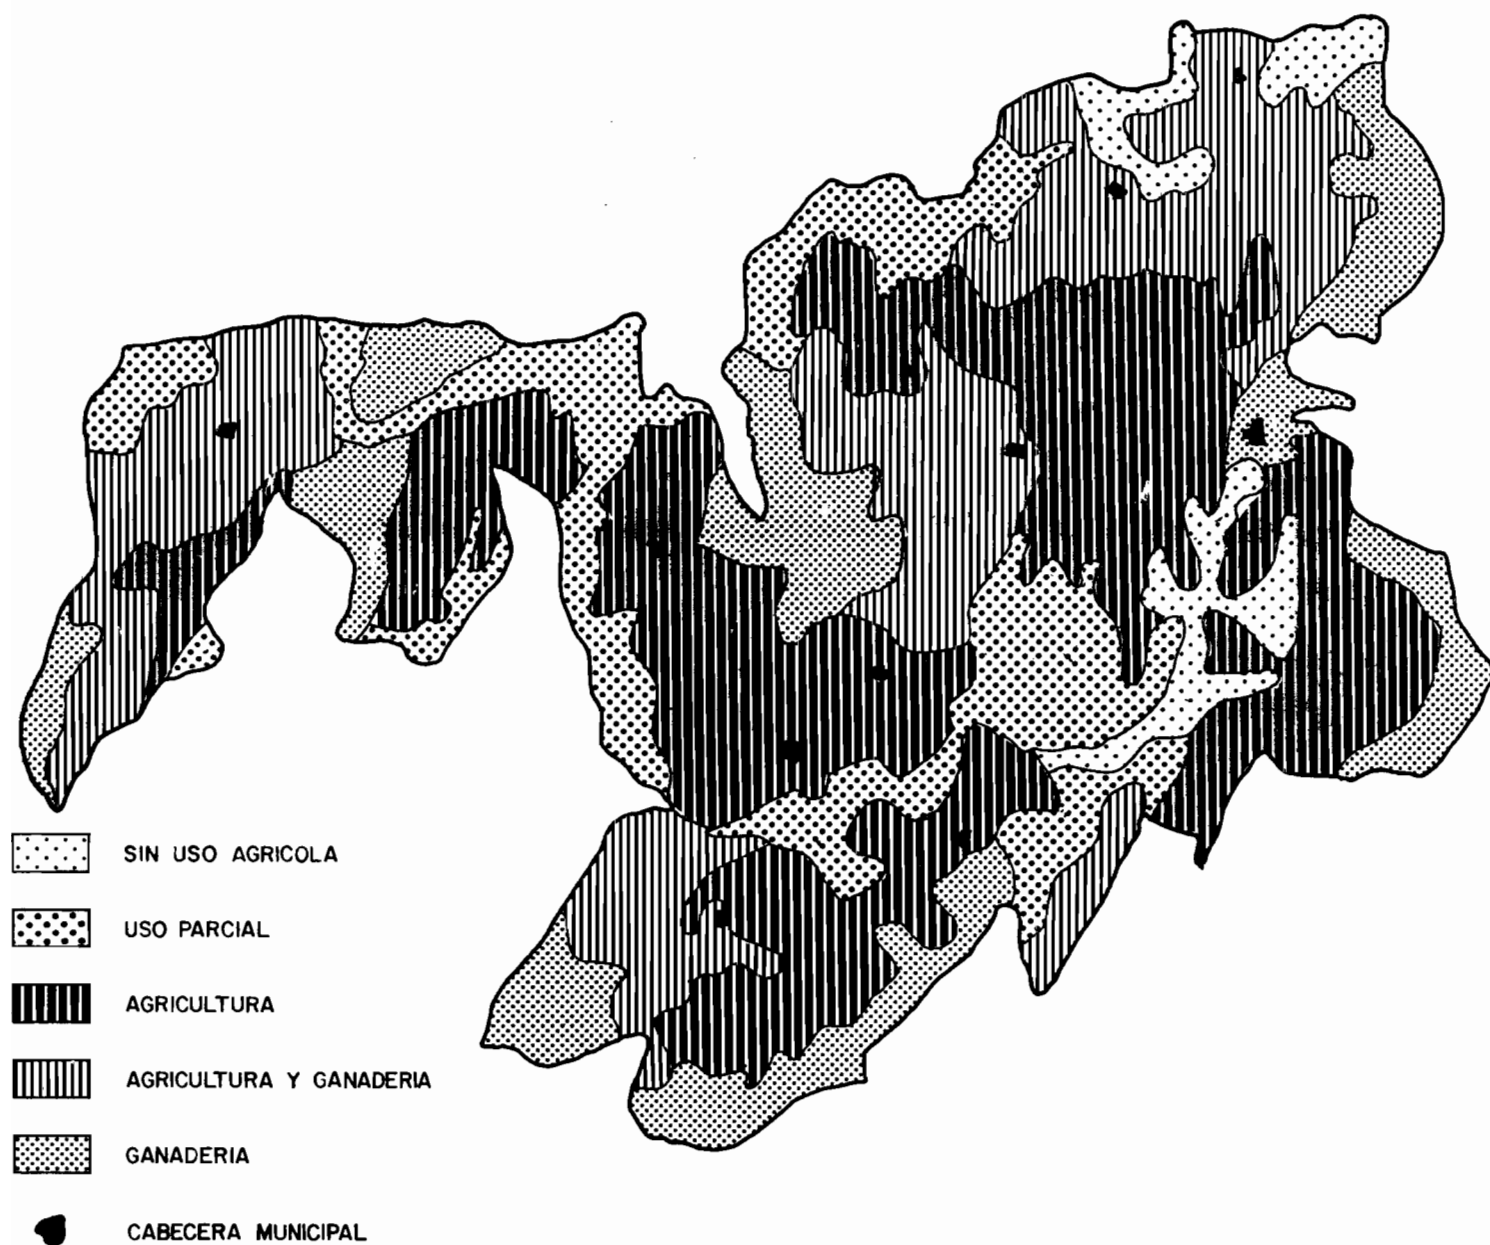 SIN USO AGRICOLA
USO PARCIAL
AGRICULTURA
AGRICULTURA Y GANADERIA
GANADERIA
CABECERA MUNICIPAL